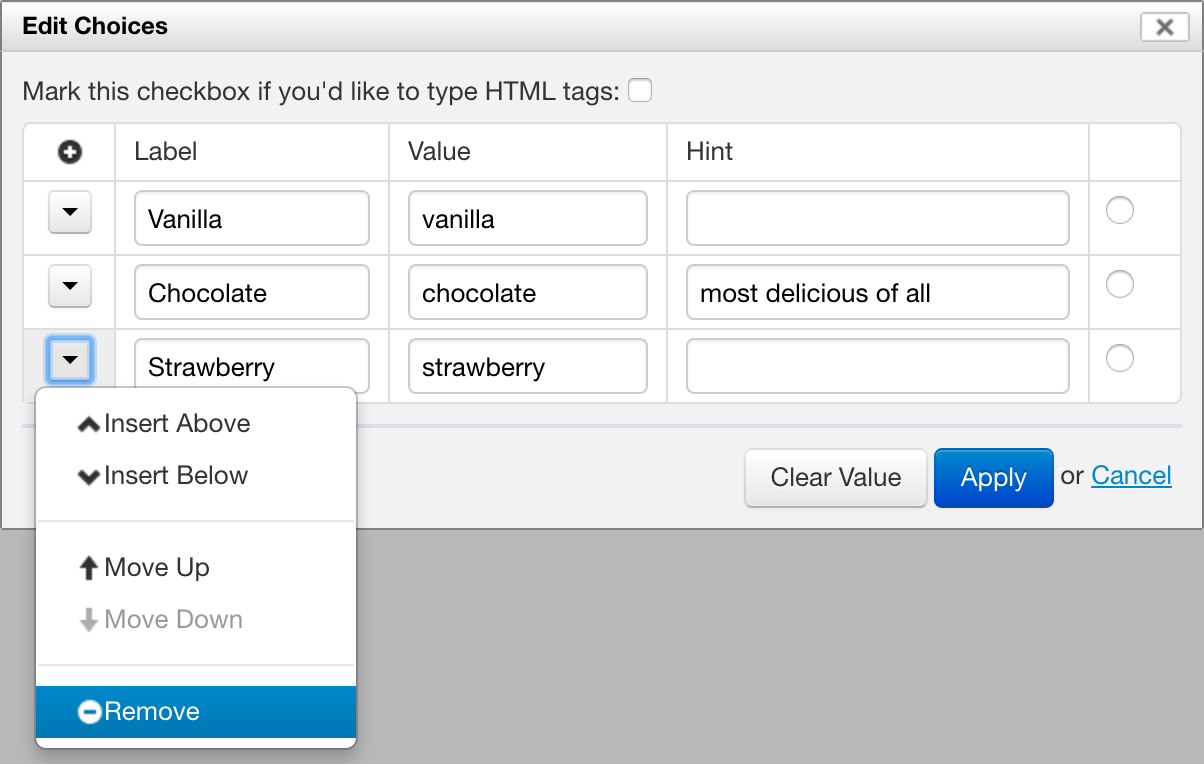 Edit Choices
Mark this checkbox if you'd like to type HTML tags:
Label Value Hint
Vanilla vanilla
Chocolate chocolate most delicious of all
Strawberry strawberry
Insert Above
Insert Below
Clear Value Apply or Cancel
Move Up
Move Down
Remove